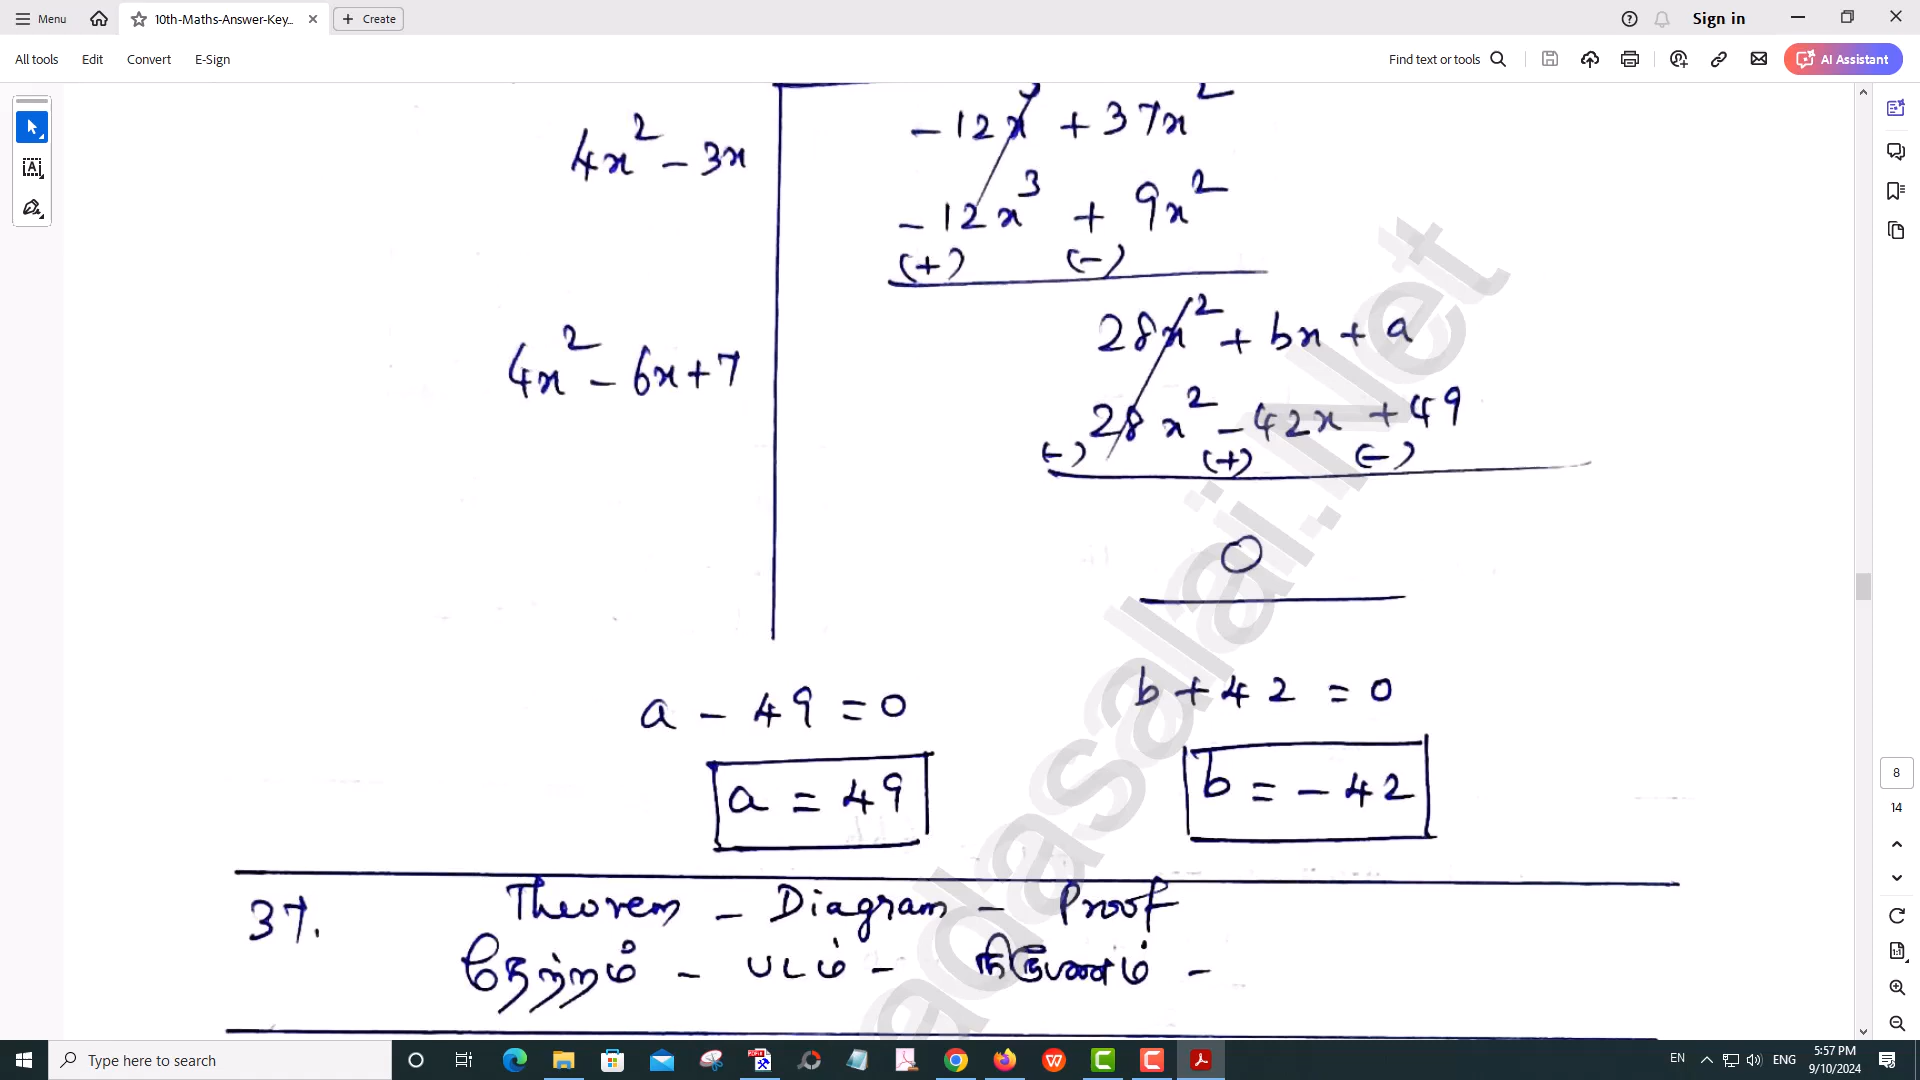 Menu
10th-Maths-Answer-Key...
Create
Sign in
All tools
Edit
Convert
E-Sign
Find text or tools
AI Assistant
-12x³ + 37x²
4x² - 3x
-12x³ + 9x²
(+) (-)
28x² + bx + a
4x² - 6x + 7
28x² - 42x + 49
(-) (+) (-)
0
a - 49 = 0
b + 42 = 0
a = 49
b = -42
37. Theorem - Diagram - Proof
தேற்றம் - படம் - நிரூபணம் -
adasalai.Net
8
14
Type here to search
EN
ENG
5:57 PM
9/10/2024